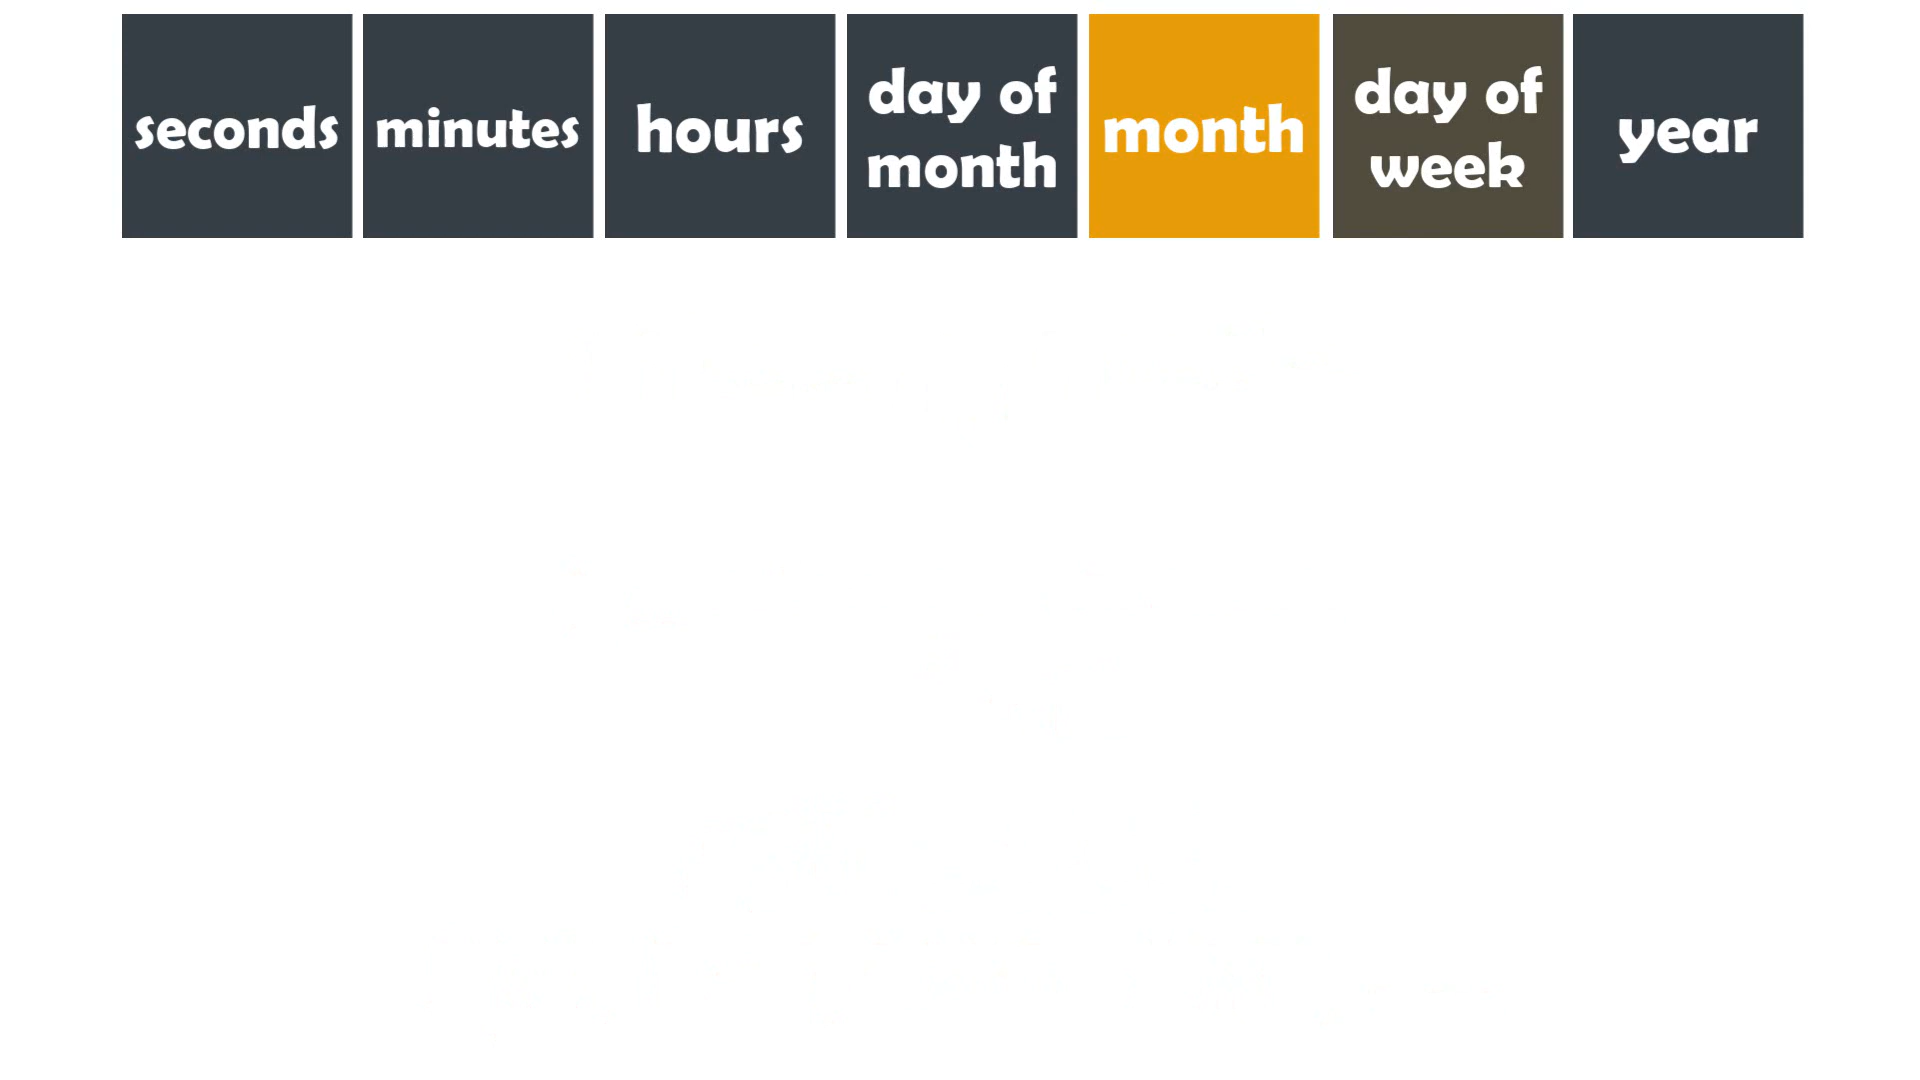 seconds
minutes
hours
day of
month
month
day of
week
year